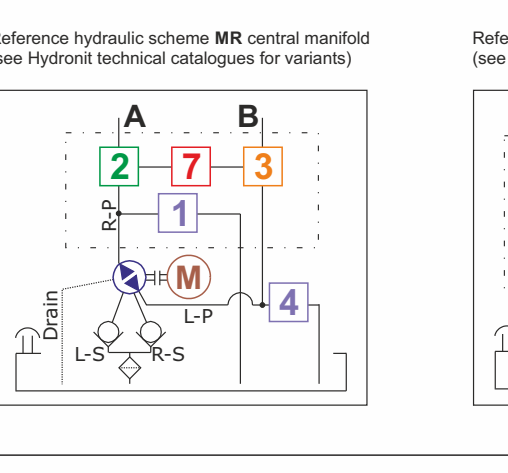 eference hydraulic scheme MR central manifold
see Hydronit technical catalogues for variants)
Refe
(see
A
B
2
7
3
R-P
1
M
Drain
L-P
4
L-S
R-S